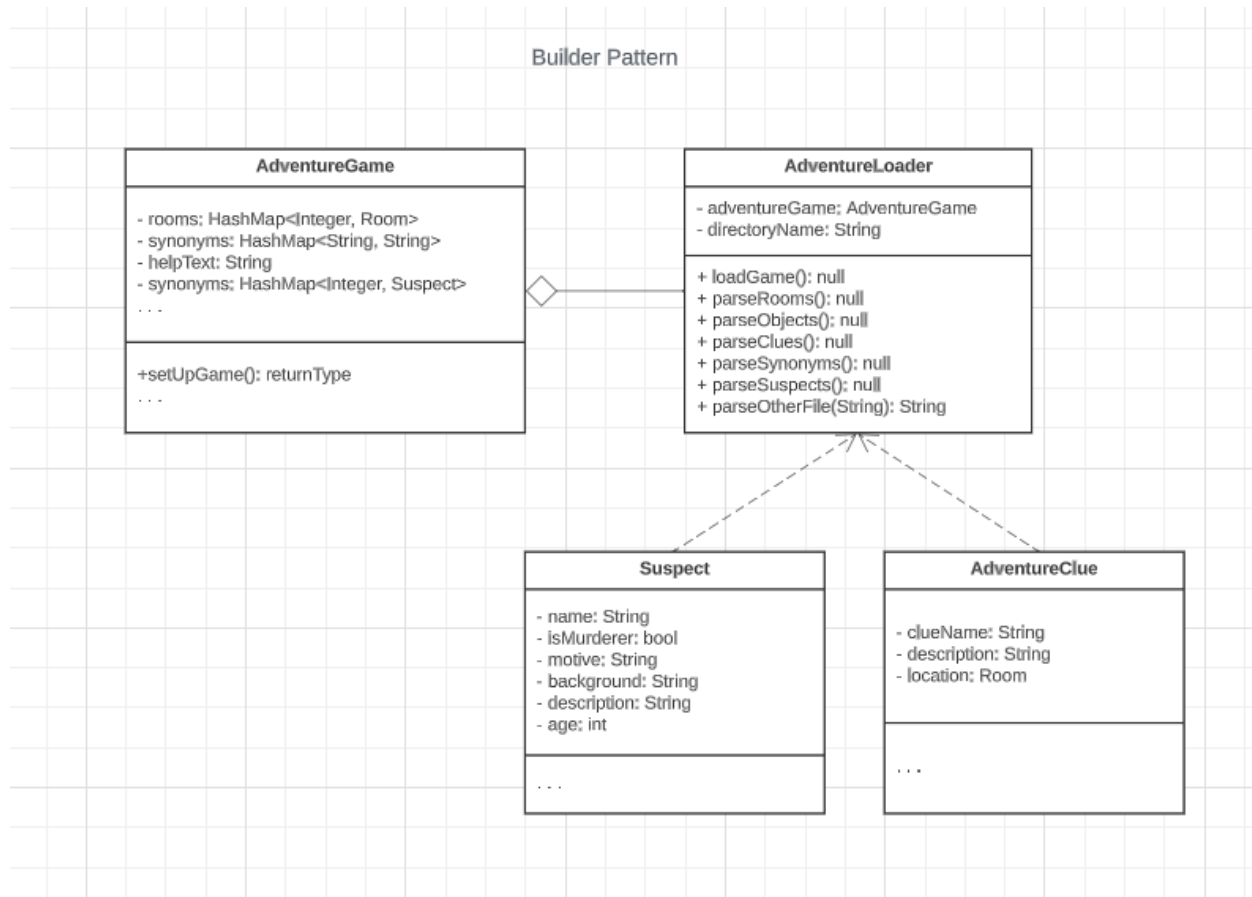 Builder Pattern
AdventureGame
- rooms: HashMap<Integer, Room>
- synonyms: HashMap<String, String>
- helpText: String
- synonyms: HashMap<Integer, Suspect>
. . .
+setUpGame(): returnType
. . .
AdventureLoader
- adventureGame: AdventureGame
- directoryName: String
+ loadGame(): null
+ parseRooms(): null
+ parseObjects(): null
+ parseClues(): null
+ parseSynonyms(): null
+ parseSuspects(): null
+ parseOtherFile(String): String
Suspect
- name: String
- isMurderer: bool
- motive: String
- background: String
- description: String
- age: int
. . .
AdventureClue
- clueName: String
- description: String
- location: Room
. . .